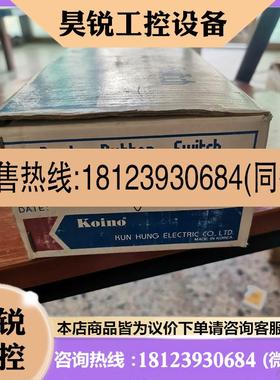 昊锐工控设备
Rubber Switch
售热线:18123930684(同
DATE:
Koino
KUN HUNG ELECTRIC CO., LTD.
MADE IN KOREA
锐
控
本店商品皆为议价下单请咨询客服
咨询热线:18123930684 (微